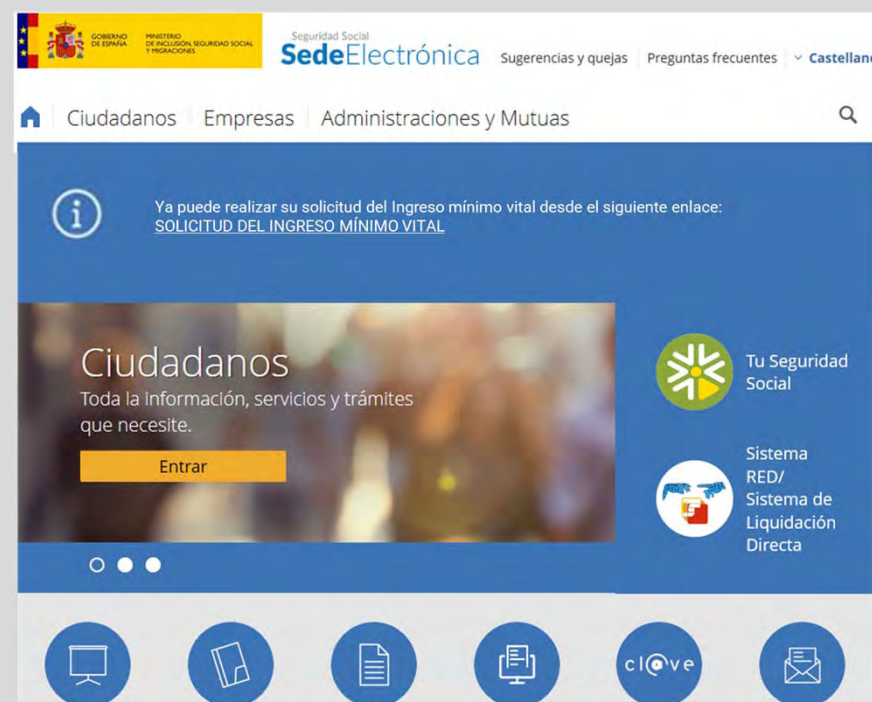 GOBIERNO
DE ESPAÑA
MINISTERIO
DE INCLUSIÓN, SEGURIDAD SOCIAL
Y MIGRACIONES
Seguridad Social
SedeElectrónica
Sugerencias y quejas
Preguntas frecuentes
Castellano
Ciudadanos
Empresas
Administraciones y Mutuas
Ya puede realizar su solicitud del Ingreso mínimo vital desde el siguiente enlace:
SOLICITUD DEL INGRESO MÍNIMO VITAL
Ciudadanos
Toda la información, servicios y trámites
que necesite.
Entrar
Tu Seguridad
Social
Sistema
RED/
Sistema de
Liquidación
Directa
cl@ve